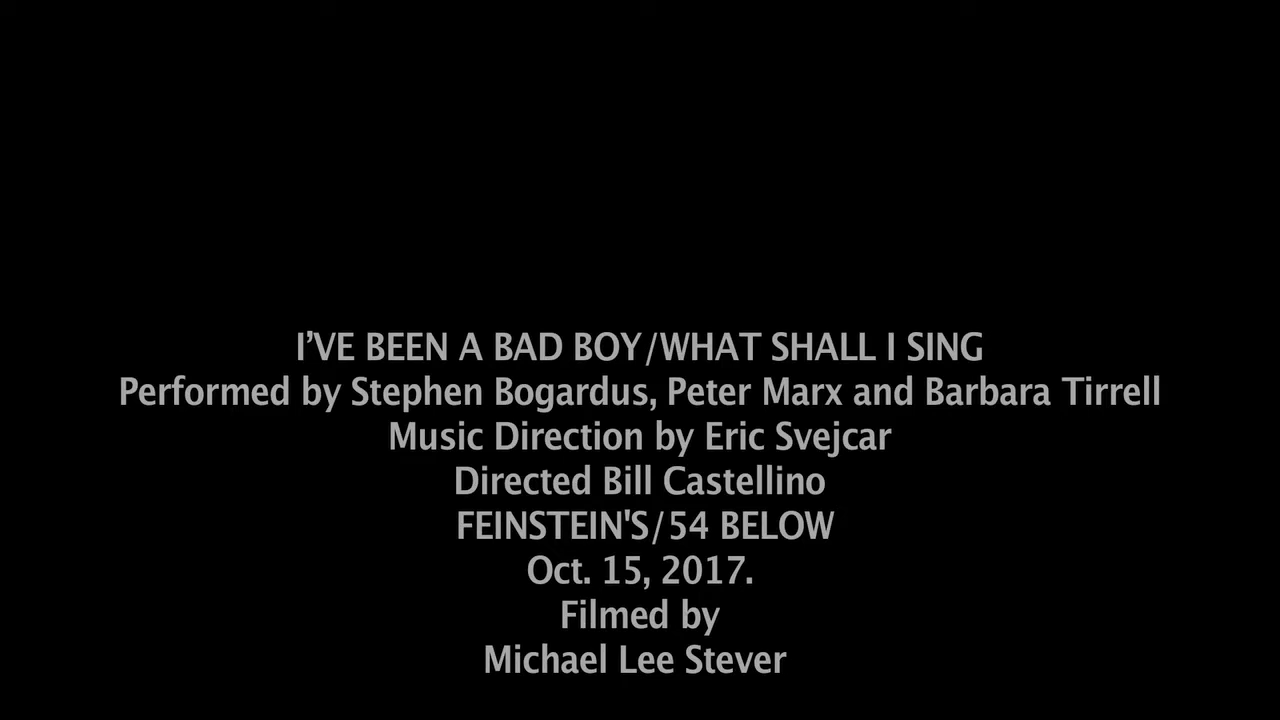 I’VE BEEN A BAD BOY/WHAT SHALL I SING
Performed by Stephen Bogardus, Peter Marx and Barbara Tirrell
Music Direction by Eric Svejcar
Directed Bill Castellino
FEINSTEIN'S/54 BELOW
Oct. 15, 2017.
Filmed by
Michael Lee Stever